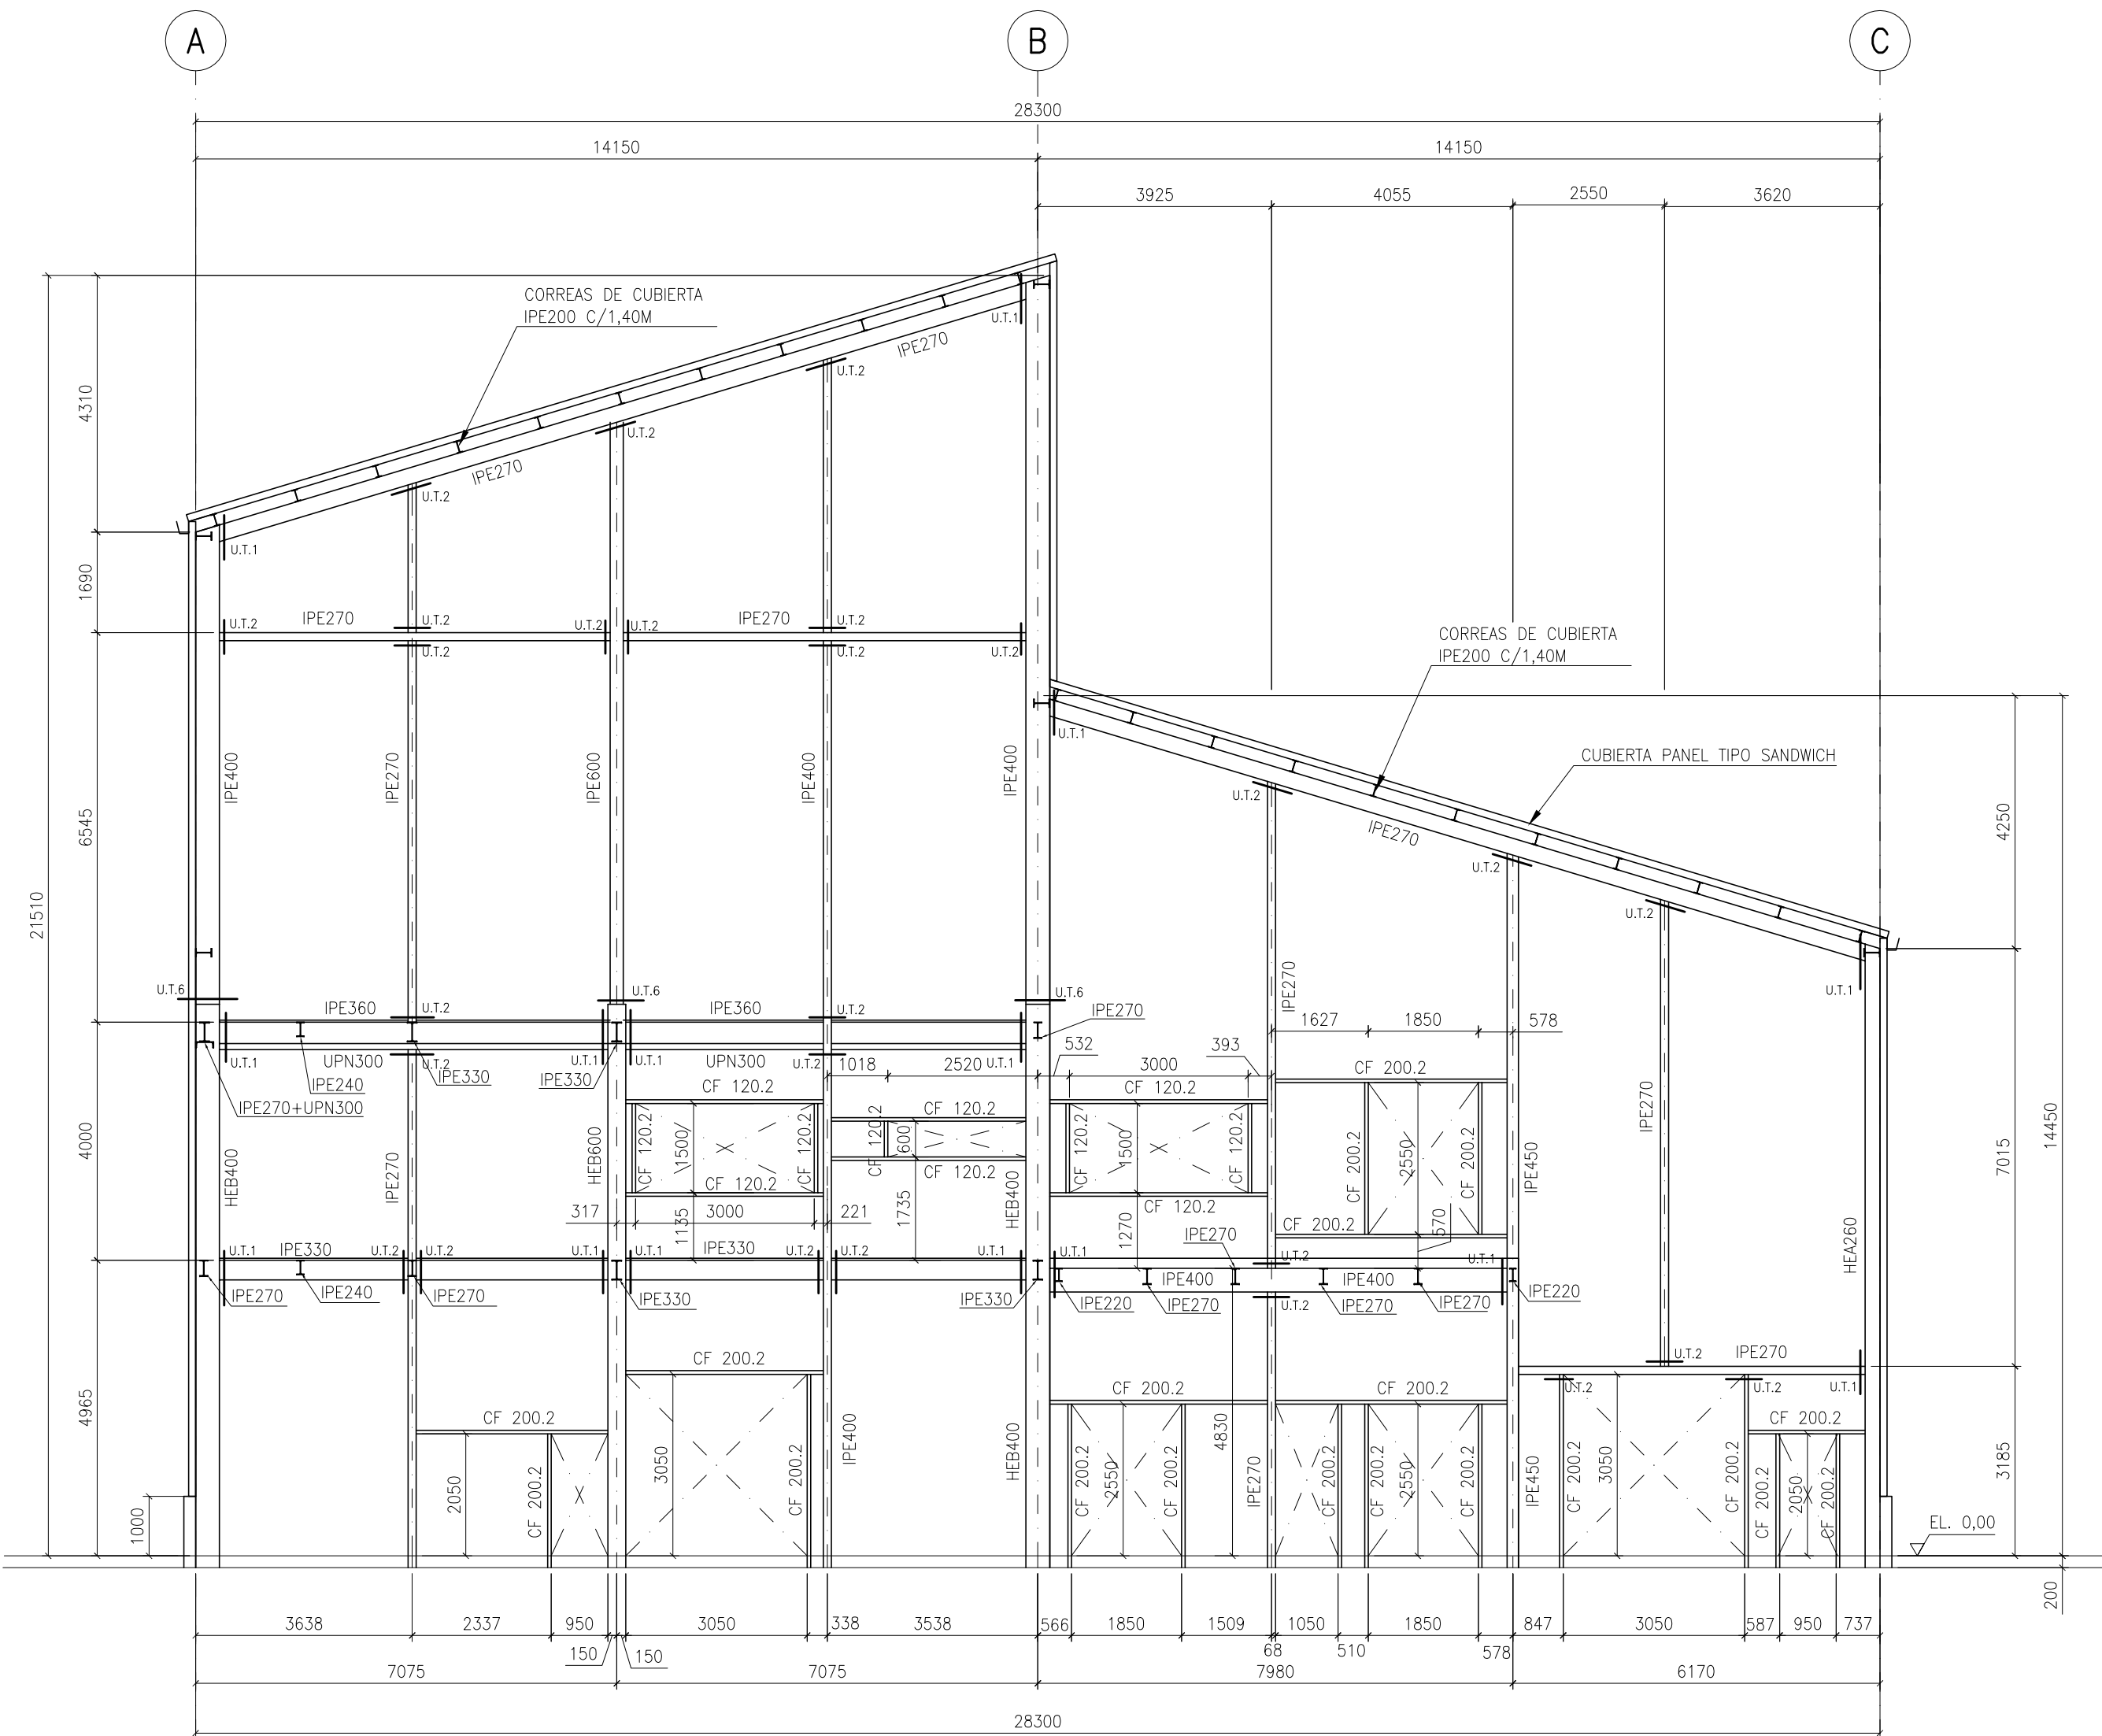 A
B
C
28300
14150
14150
3925
4055
2550
3620
CORREAS DE CUBIERTA
IPE200 C/1,40M
U.T.1
IPE270
U.T.2
4310
U.T.2
IPE270
U.T.2
U.T.1
1690
U.T.2
IPE270
U.T.2
U.T.2
U.T.2
IPE270
U.T.2
U.T.2
U.T.2
U.T.2
CORREAS DE CUBIERTA
IPE200 C/1,40M
U.T.1
CUBIERTA PANEL TIPO SANDWICH
IPE400
IPE270
IPE600
IPE400
IPE400
U.T.2
IPE270
4250
6545
U.T.2
21510
U.T.2
IPE270
U.T.1
U.T.6
U.T.6
U.T.6
IPE360
U.T.2
IPE360
U.T.2
IPE270
1627
1850
578
U.T.1
UPN300
U.T.2
U.T.1
U.T.1
UPN300
U.T.2
1018
2520
U.T.1
532
3000
393
IPE240
IPE330
IPE330
IPE270+UPN300
CF 120.2
CF 120.2
CF 200.2
CF 120.2
CF 120.2
1500
CF 120.2
CF 120.2
600
CF 120.2
CF 120.2
1500
CF 120.2
CF 120.2
CF 200.2
2550
CF 200.2
IPE270
14450
7015
4000
HEB400
IPE270
HEB600
CF 120.2
HEB400
IPE450
317
3000
221
1135
1735
1270
CF 200.2
570
IPE270
HEA260
U.T.1
IPE330
U.T.2
U.T.2
U.T.1
U.T.1
IPE330
U.T.2
U.T.2
U.T.1
U.T.1
U.T.2
U.T.1
IPE400
IPE400
IPE270
IPE240
IPE270
IPE330
IPE330
IPE220
IPE270
IPE270
IPE270
IPE220
U.T.2
4965
CF 200.2
U.T.2
IPE270
CF 200.2
CF 200.2
U.T.2
U.T.2
U.T.1
CF 200.2
CF 200.2
1000
2050
CF 200.2
3050
CF 200.2
IPE400
HEB400
CF 200.2
2550
CF 200.2
4830
IPE270
CF 200.2
CF 200.2
2550
CF 200.2
IPE450
CF 200.2
3050
CF 200.2
CF 200.2
2050
CF 200.2
3185
EL. 0,00
200
3638
2337
950
3050
338
3538
566
1850
1509
1050
1850
847
3050
587
950
737
150
150
68
510
578
7075
7075
7980
6170
28300